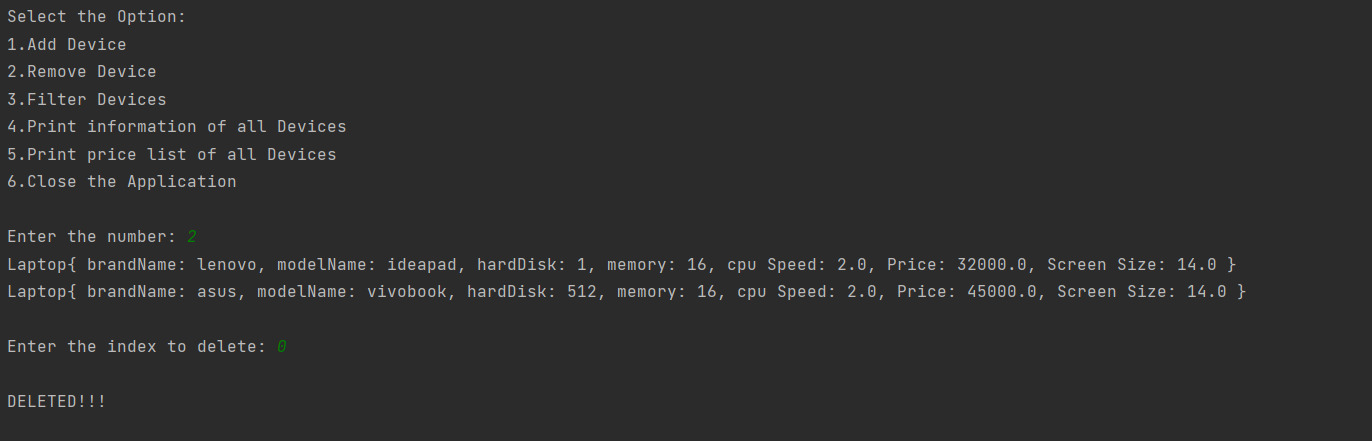 Select the Option:
1.Add Device
2.Remove Device
3.Filter Devices
4.Print information of all Devices
5.Print price list of all Devices
6.Close the Application
Enter the number: 2
Laptop{ brandName: lenovo, modelName: ideapad, hardDisk: 1, memory: 16, cpu Speed: 2.0, Price: 32000.0, Screen Size: 14.0 }
Laptop{ brandName: asus, modelName: vivobook, hardDisk: 512, memory: 16, cpu Speed: 2.0, Price: 45000.0, Screen Size: 14.0 }
Enter the index to delete: 0
DELETED!!!